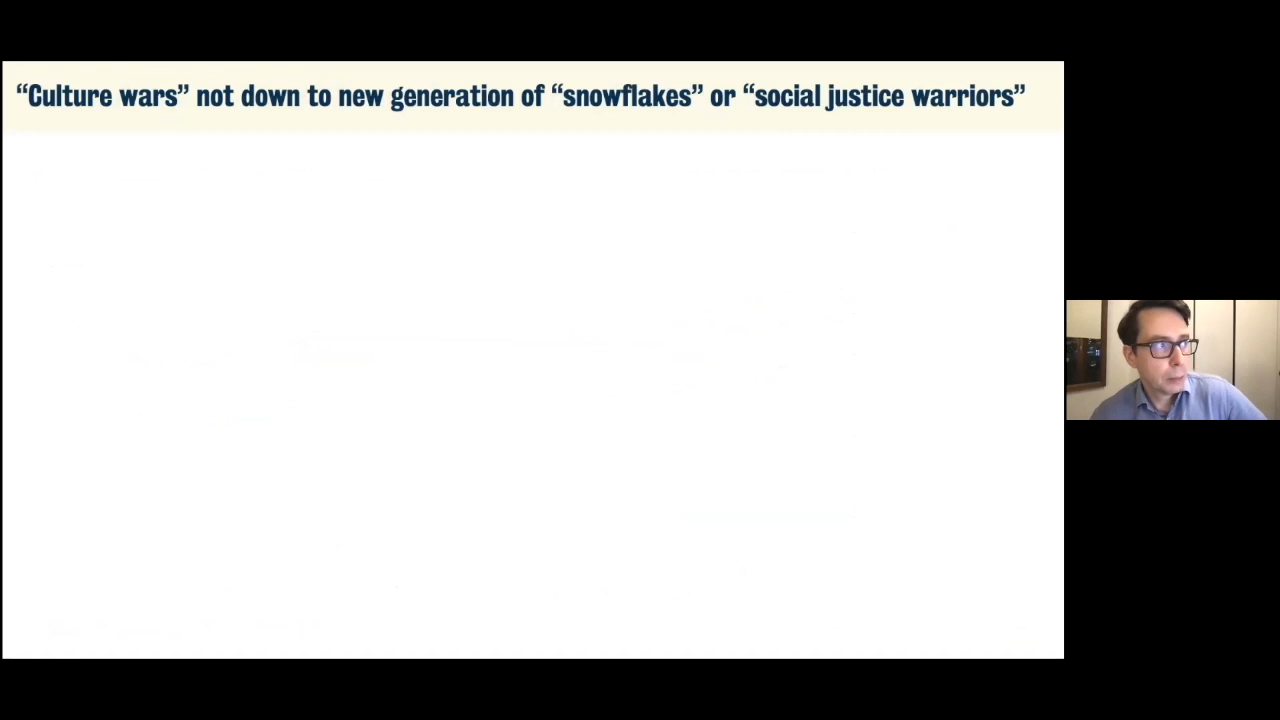 “Culture wars” not down to new generation of “snowflakes” or “social justice warriors”